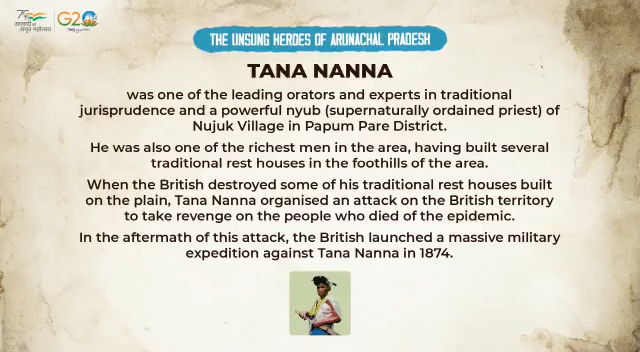 आज़ादी का
अमृत महोत्सव
G20
THE UNSUNG HEROES OF ARUNACHAL PRADESH
TANA NANNA
was one of the leading orators and experts in traditional
jurisprudence and a powerful nyub (supernaturally ordained priest) of
Nujuk Village in Papum Pare District.
He was also one of the richest men in the area, having built several
traditional rest houses in the foothills of the area.
When the British destroyed some of his traditional rest houses built
on the plain, Tana Nanna organised an attack on the British territory
to take revenge on the people who died of the epidemic.
In the aftermath of this attack, the British launched a massive military
expedition against Tana Nanna in 1874.